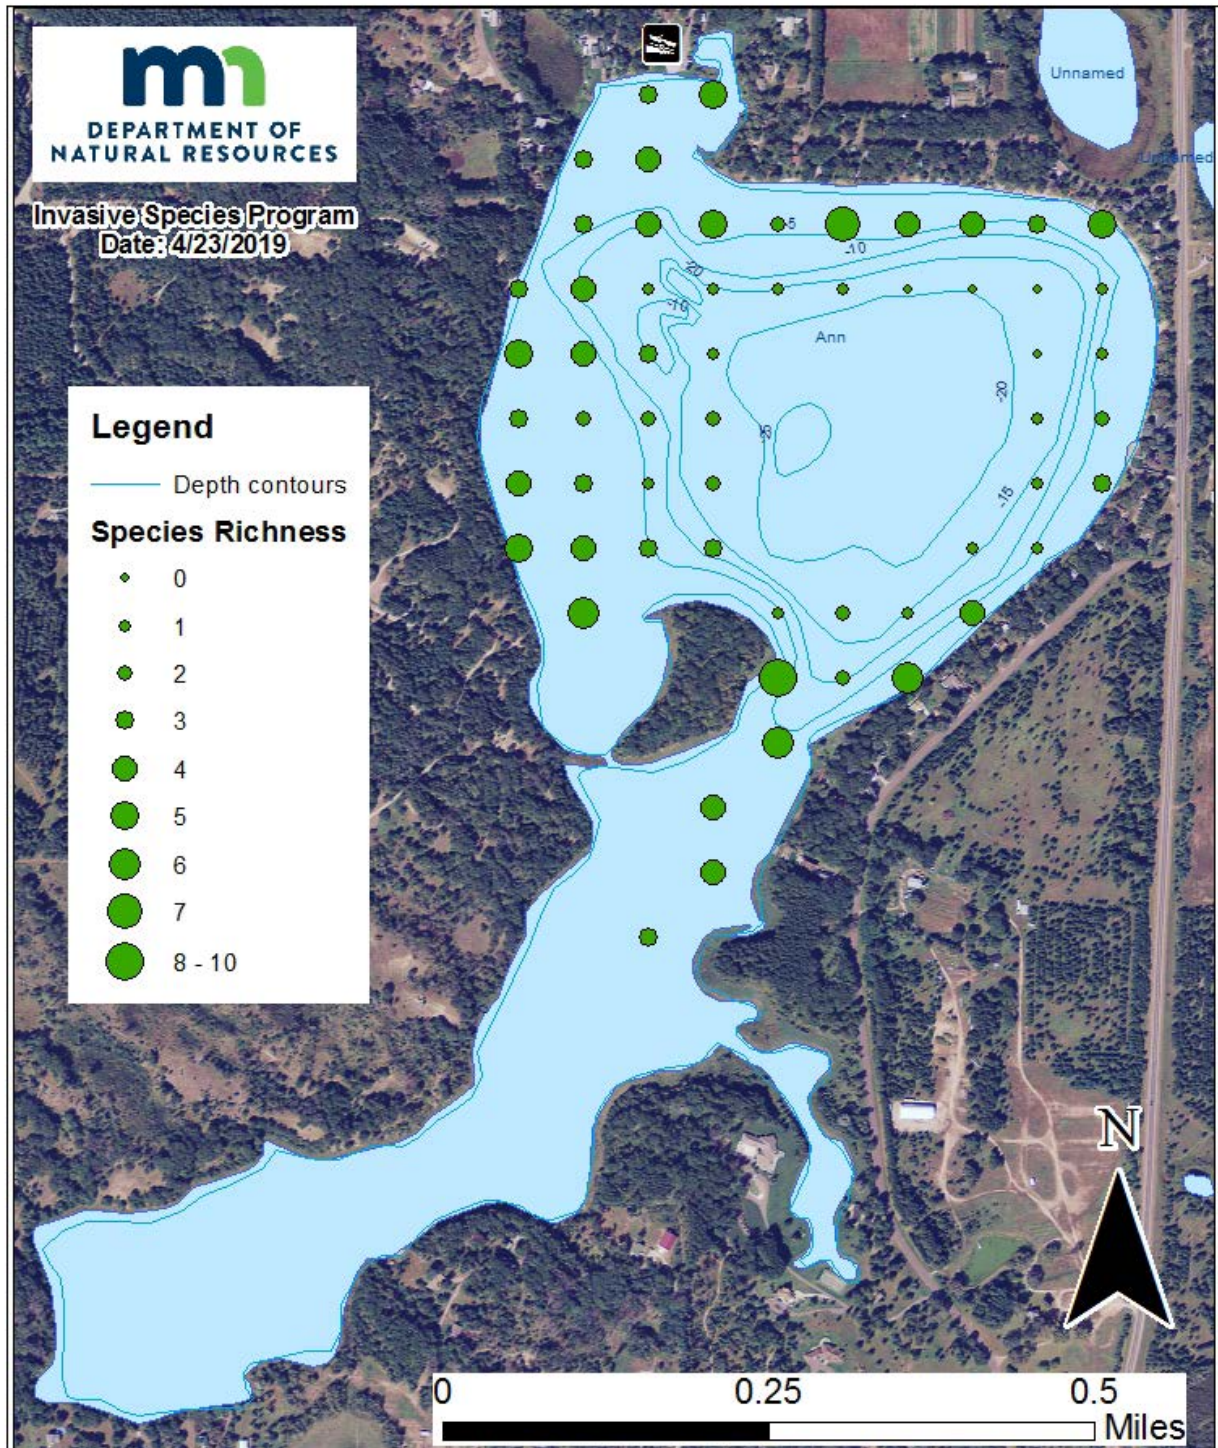 mn
DEPARTMENT OF
NATURAL RESOURCES
Invasive Species Program
Date: 4/23/2019
Unnamed
Unnamed
-5
-10
-20
-10
Ann
-20
-15
Legend
Depth contours
Species Richness
0
1
2
3
4
5
6
7
8 - 10
N
0 0.25 0.5
Miles